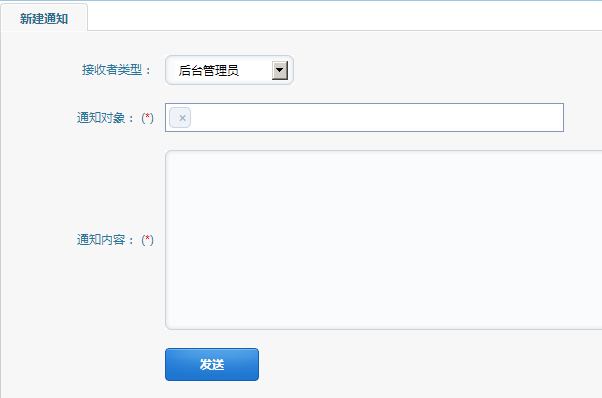 新建通知
接收者类型： 后台管理员
通知对象： (*) ×
通知内容： (*)
发送